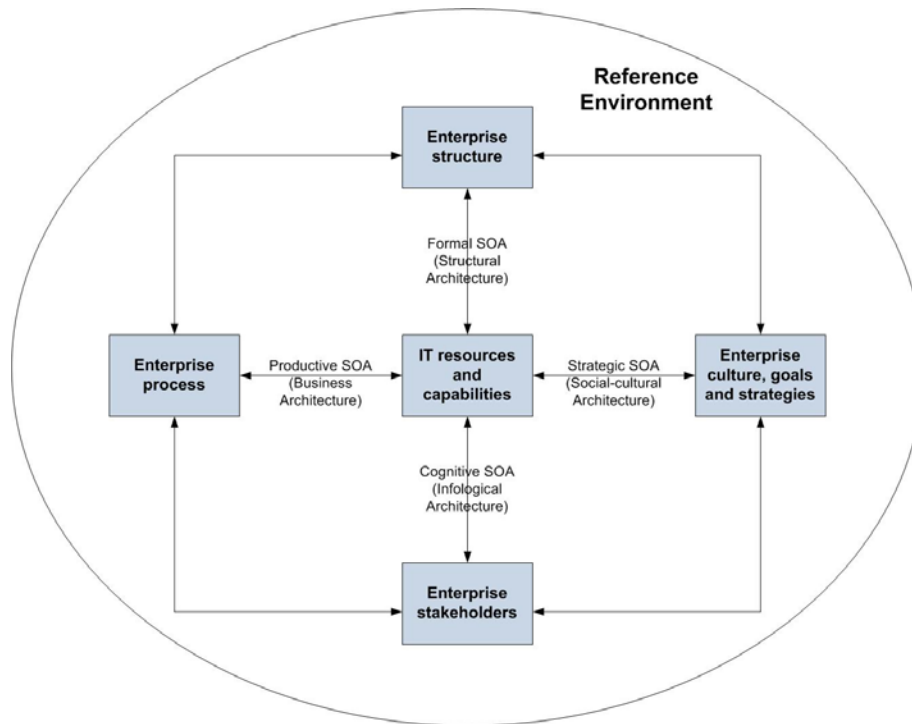 Reference
Environment
Enterprise
structure
Formal SOA
(Structural
Architecture)
Enterprise
process
Productive SOA
(Business
Architecture)
IT resources
and
capabilities
Strategic SOA
(Social-cultural
Architecture)
Enterprise
culture, goals
and strategies
Cognitive SOA
(Infological
Architecture)
Enterprise
stakeholders